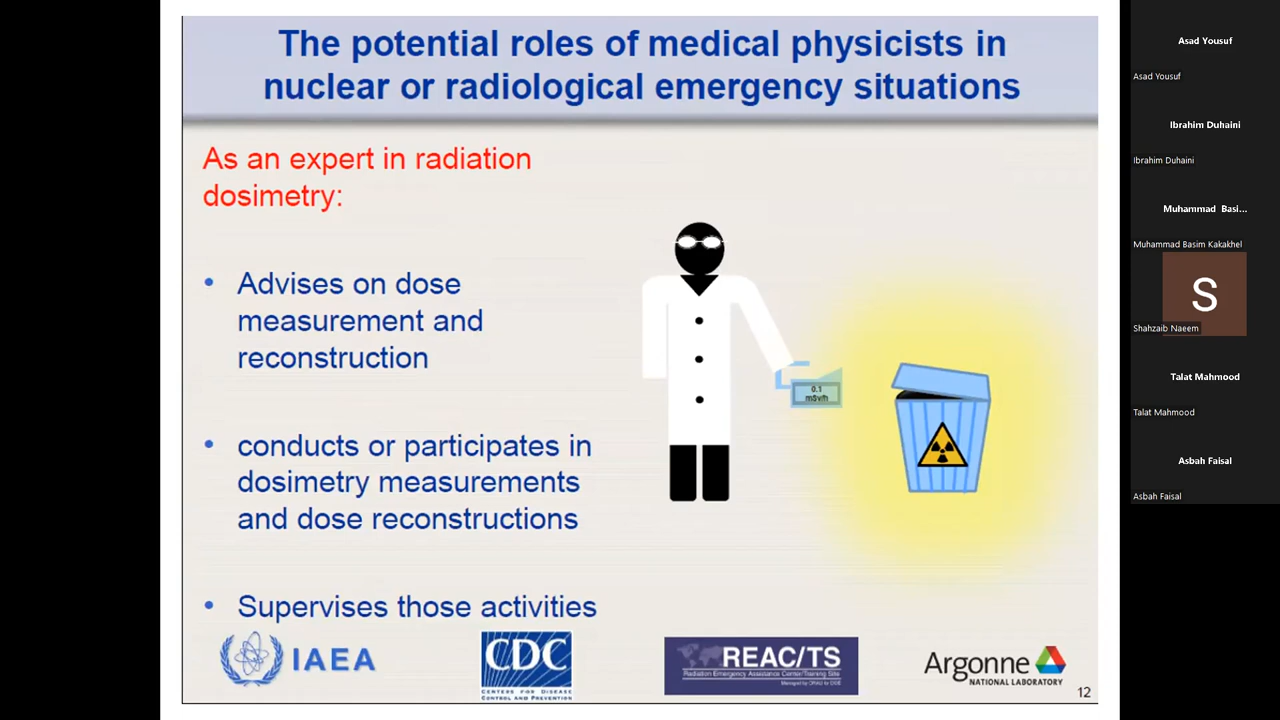 The potential roles of medical physicists in
nuclear or radiological emergency situations
As an expert in radiation
dosimetry:
• Advises on dose
measurement and
reconstruction
• conducts or participates in
dosimetry measurements
and dose reconstructions
• Supervises those activities
0.1
mSv/h
IAEA
CDC
CENTERS FOR DISEASE
CONTROL AND PREVENTION
REAC/TS
Radiation Emergency Assistance Center/Training Site
Managed by ORAU for DOE
Argonne
NATIONAL LABORATORY
12
Asad Yousuf
Asad Yousuf
Ibrahim Duhaini
Ibrahim Duhaini
Muhammad Basi...
Muhammad Basim Kakakhel
S
Shahzaib Naeem
Talat Mahmood
Talat Mahmood
Asbah Faisal
Asbah Faisal